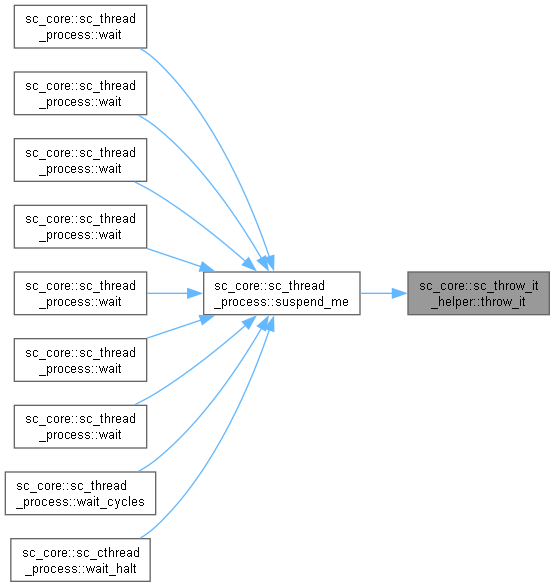 sc_core::sc_thread
_process::wait
sc_core::sc_thread
_process::wait
sc_core::sc_thread
_process::wait
sc_core::sc_thread
_process::wait
sc_core::sc_thread
_process::wait
sc_core::sc_thread
_process::wait
sc_core::sc_thread
_process::wait
sc_core::sc_thread
_process::wait_cycles
sc_core::sc_cthread
_process::wait_halt
sc_core::sc_thread
_process::suspend_me
sc_core::sc_throw_it
_helper::throw_it